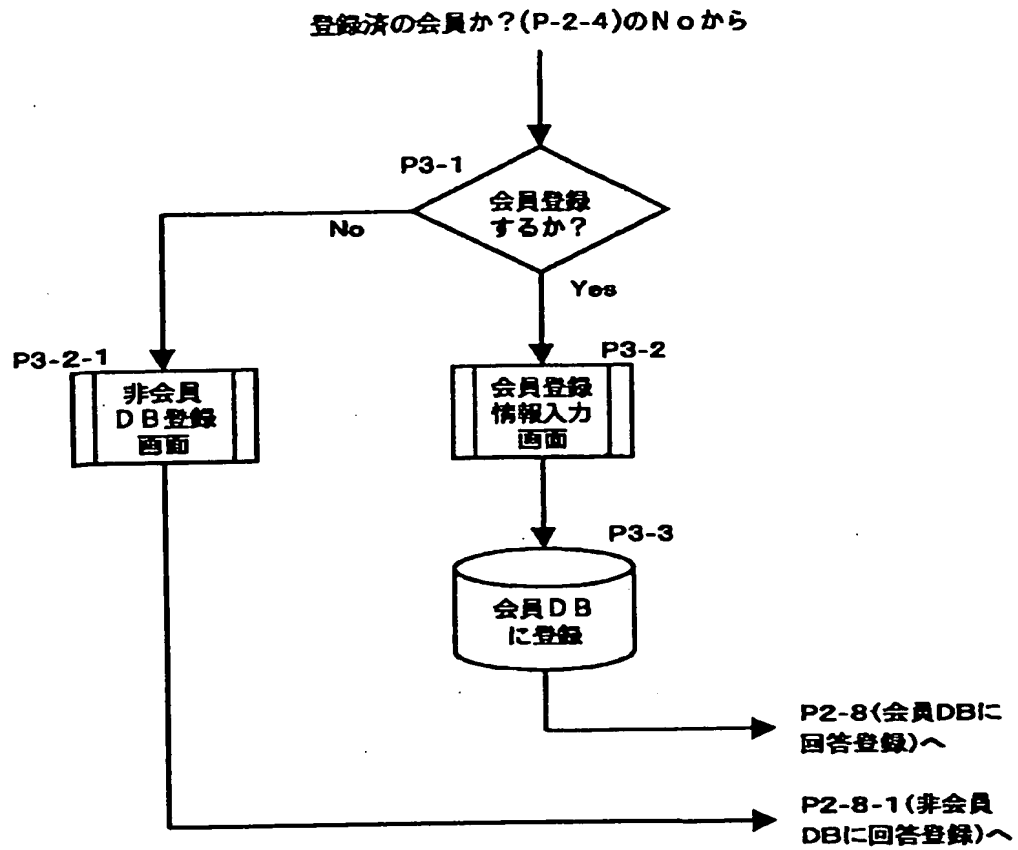 登録済の会員か?(P-2-4)のNoから
P3-1
会員登録
するか?
No
Yes
P3-2-1
非会員
DB登録
画面
P3-2
会員登録
情報入力
画面
P3-3
会員DB
に登録
P2-8(会員DBに
回答登録)へ
P2-8-1(非会員
DBに回答登録)へ